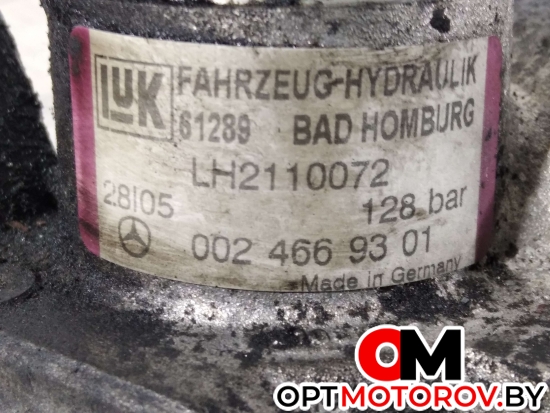 LUK FAHRZEUG-HYDRAULIK
61289 BAD HOMBURG
LH2110072
28I05 128 bar
002 466 93 01
Made in Germany
OM
OPTMOTOROV.BY